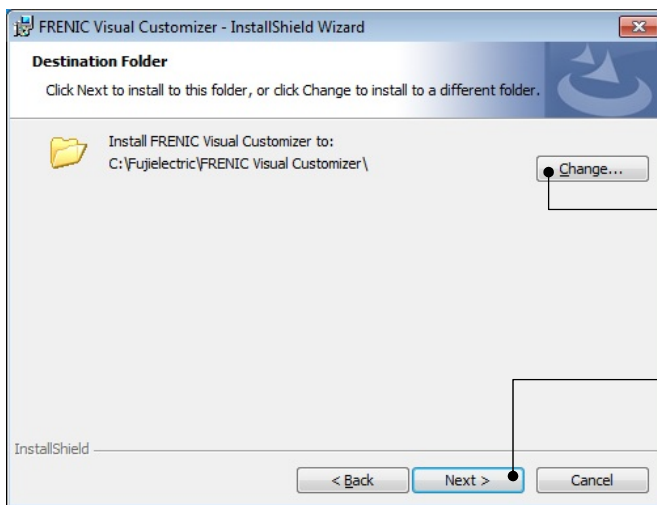 FRENIC Visual Customizer - InstallShield Wizard
Destination Folder
Click Next to install to this folder, or click Change to install to a different folder.
Install FRENIC Visual Customizer to:
C:\Fujielectric\FRENIC Visual Customizer\
Change...
InstallShield
< Back
Next >
Cancel